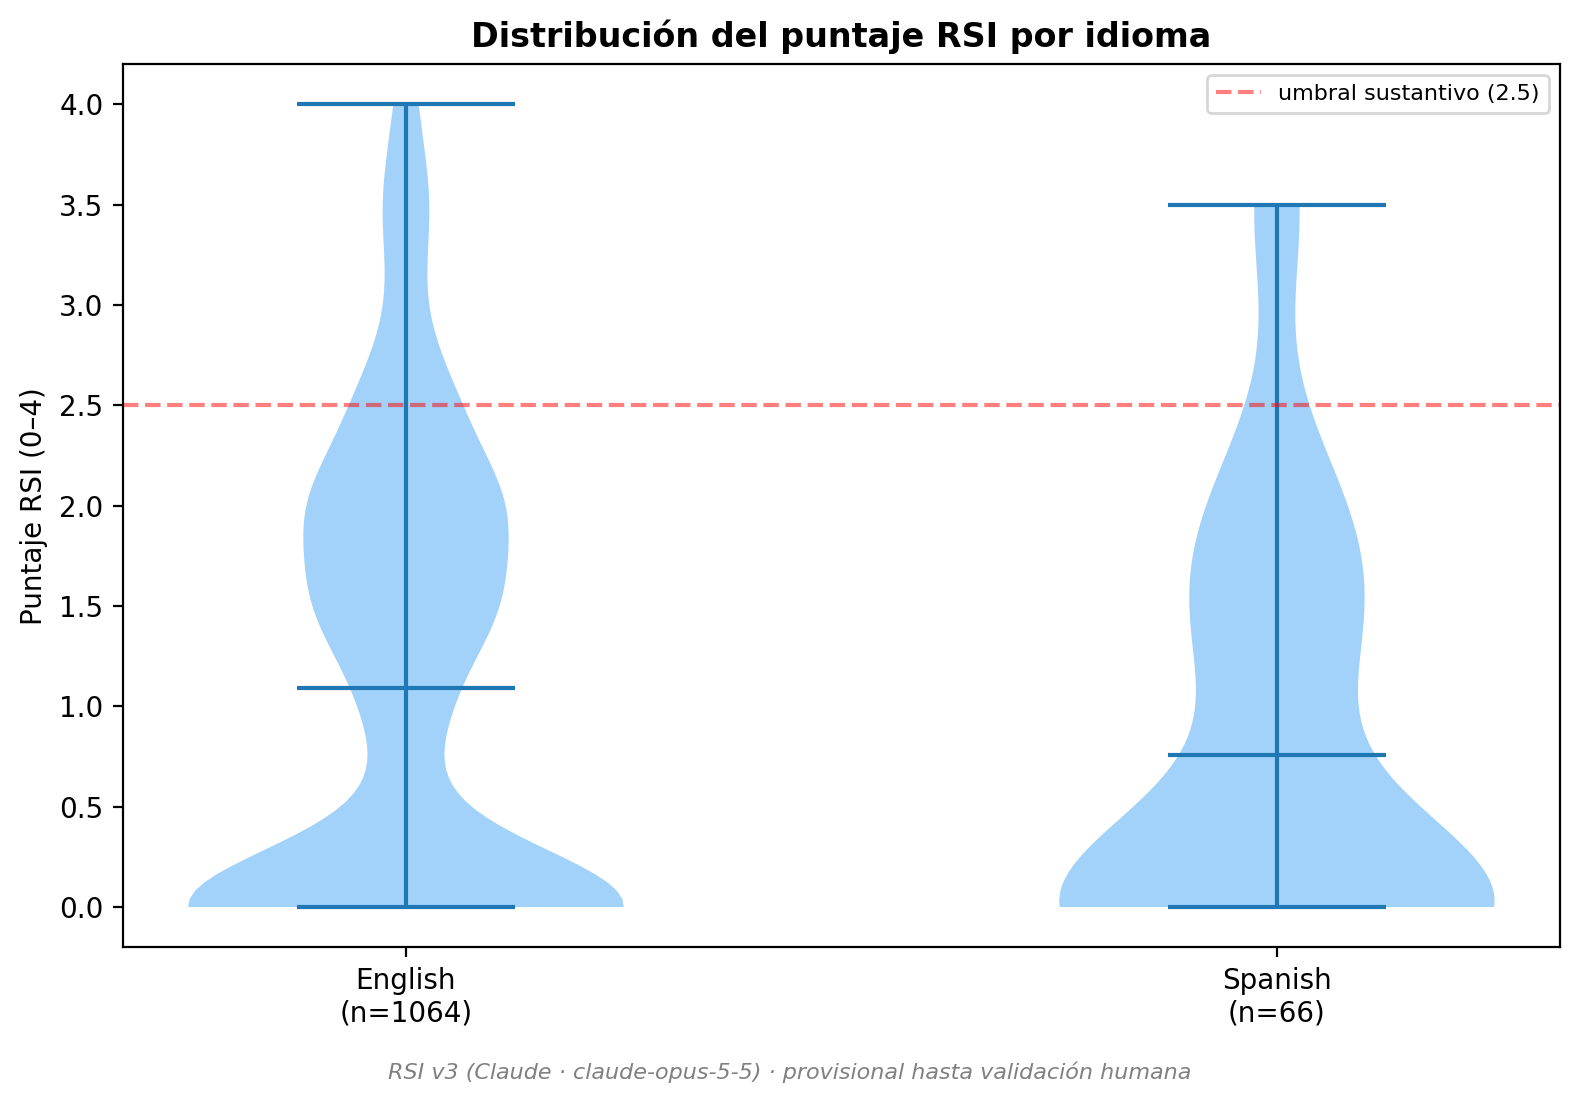 Distribución del puntaje RSI por idioma
umbral sustantivo (2.5)
Puntaje RSI (0–4)
4.0
3.5
3.0
2.5
2.0
1.5
1.0
0.5
0.0
English
(n=1064)
Spanish
(n=66)
RSI v3 (Claude · claude-opus-5-5) · provisional hasta validación humana